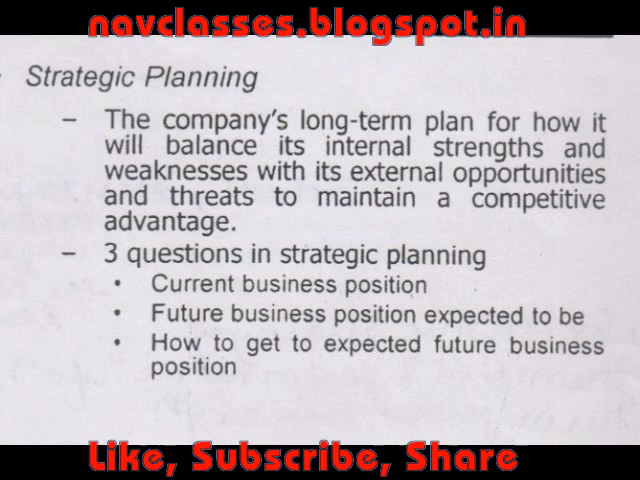 navclasses.blogspot.in
Strategic Planning
– The company's long-term plan for how it
will balance its internal strengths and
weaknesses with its external opportunities
and threats to maintain a competitive
advantage.
– 3 questions in strategic planning
• Current business position
• Future business position expected to be
• How to get to expected future business
position
Like, Subscribe, Share